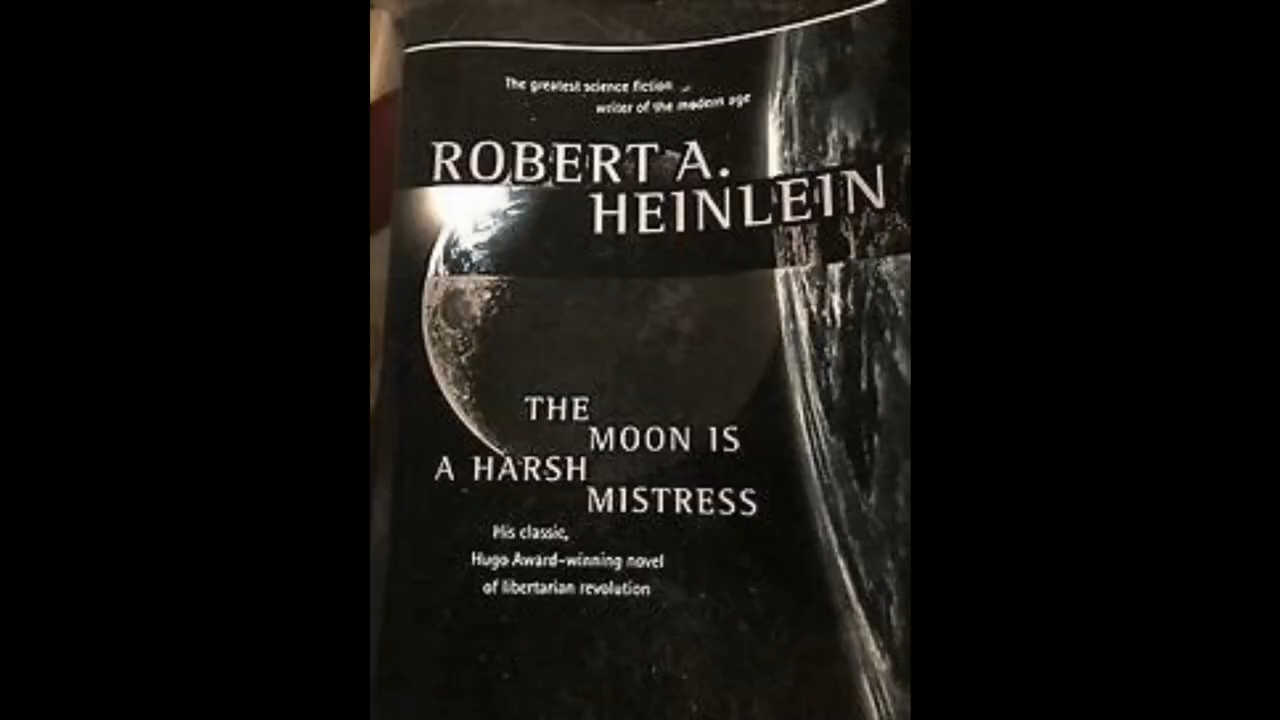 The greatest science fiction
writer of the modern age
ROBERT A.
HEINLEIN
THE
MOON IS
A HARSH
MISTRESS
His classic,
Hugo Award-winning novel
of libertarian revolution